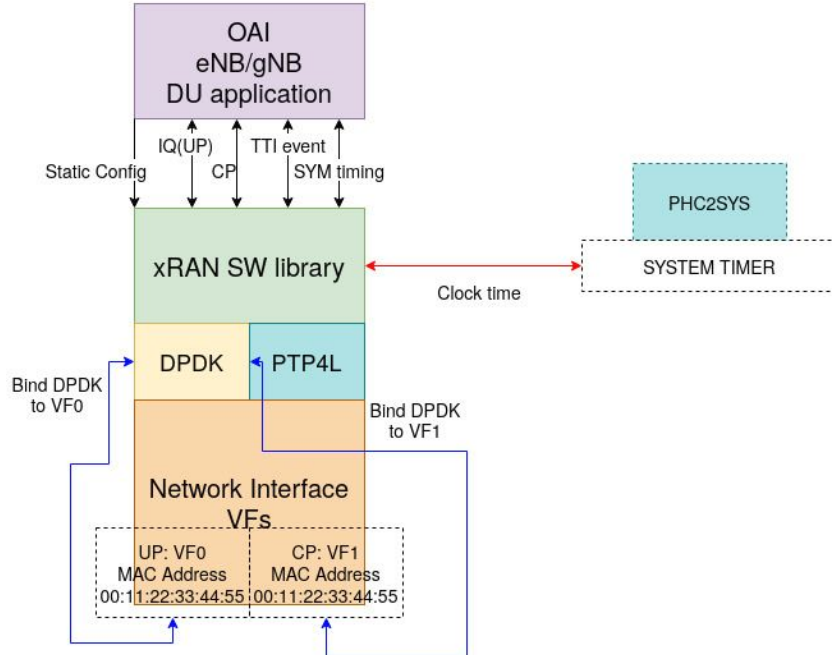 OAI
eNB/gNB
DU application
IQ(UP)
TTI event
Static Config
CP
SYM timing
PHC2SYS
xRAN SW library
SYSTEM TIMER
Clock time
DPDK
PTP4L
Bind DPDK
to VF0
Bind DPDK
to VF1
Network Interface
VFs
UP: VF0
MAC Address
00:11:22:33:44:55
CP: VF1
MAC Address
00:11:22:33:44:55